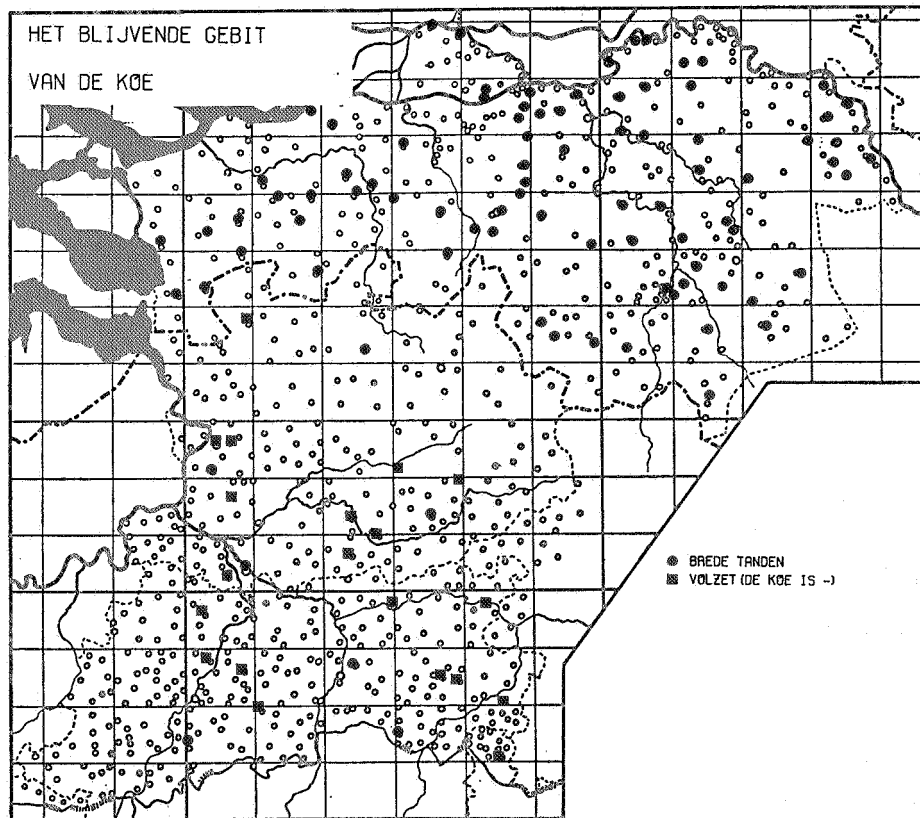 HET BLIJVENDE GEBIT
VAN DE KOE
BREDE TANDEN
VOLZET (DE KOE IS -)